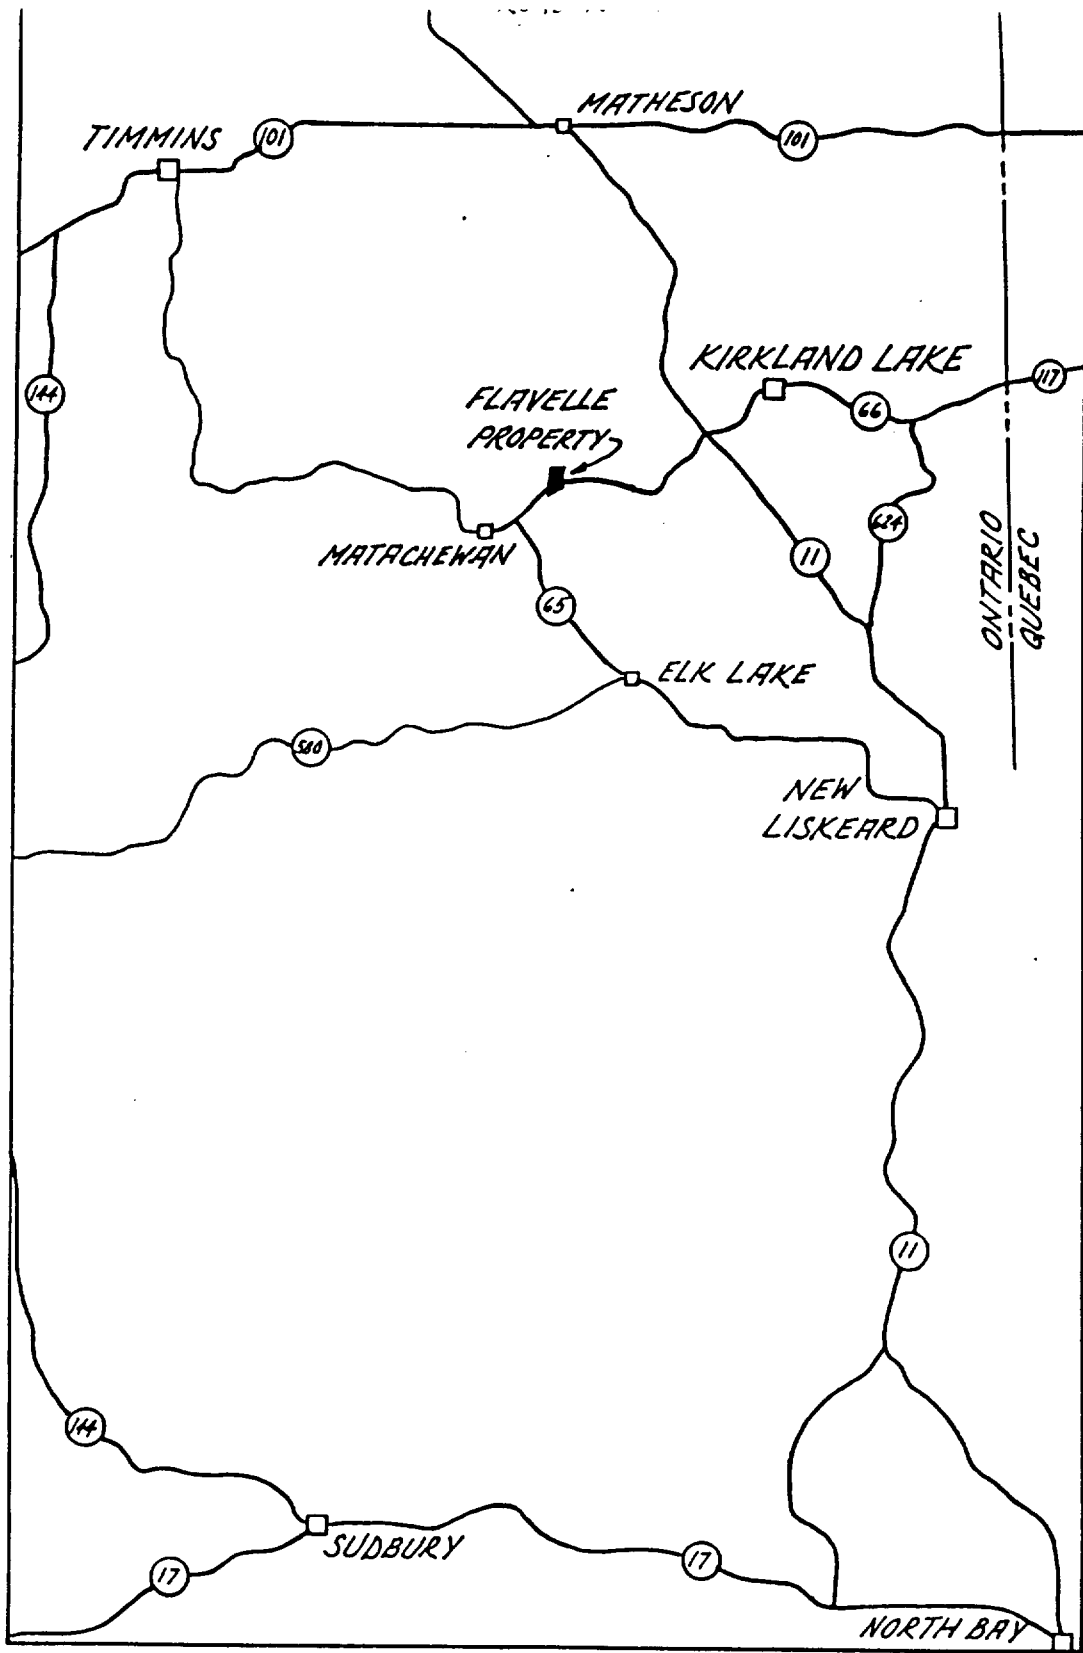 MATHESON
TIMMINS
101
101
KIRKLAND LAKE
117
144
FLAVELLE
PROPERTY
66
624
MATACHEWAN
11
ONTARIO
QUEBEC
65
ELK LAKE
560
NEW
LISKEARD
11
144
SUDBURY
17
17
NORTH BAY